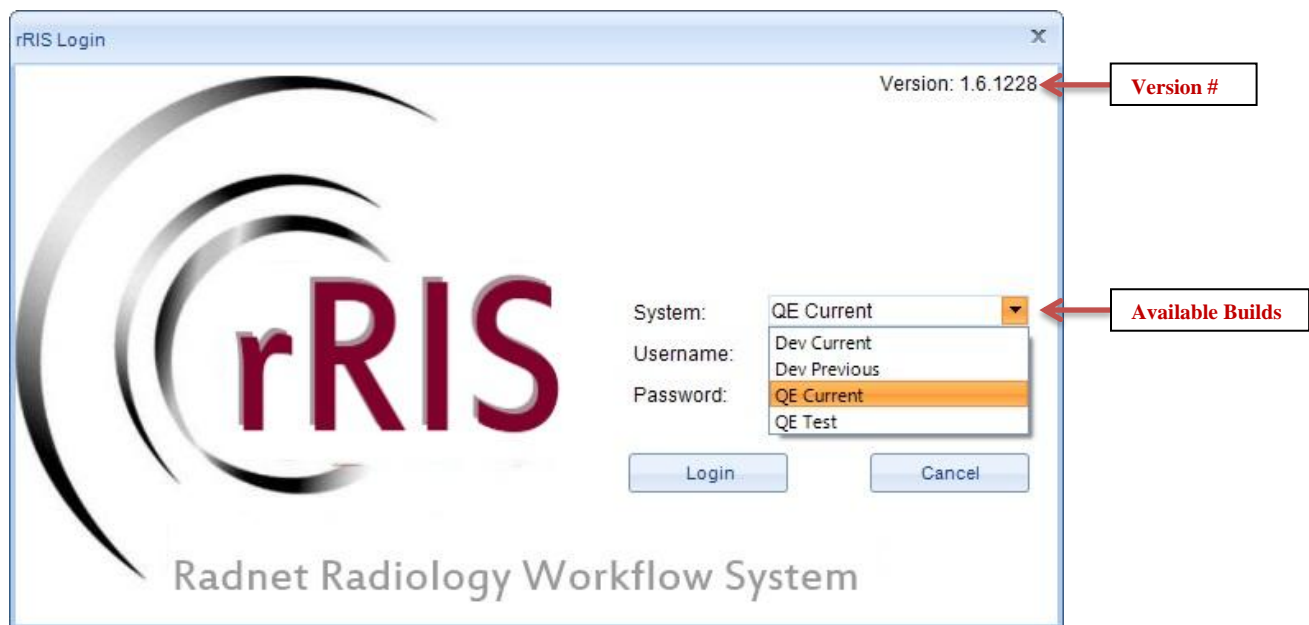 rRIS Login
X
Version: 1.6.1228
Version #
rRIS
System:
QE Current
Available Builds
Dev Current
Username:
Dev Previous
Password:
QE Current
QE Test
Login
Cancel
Radnet Radiology Workflow System